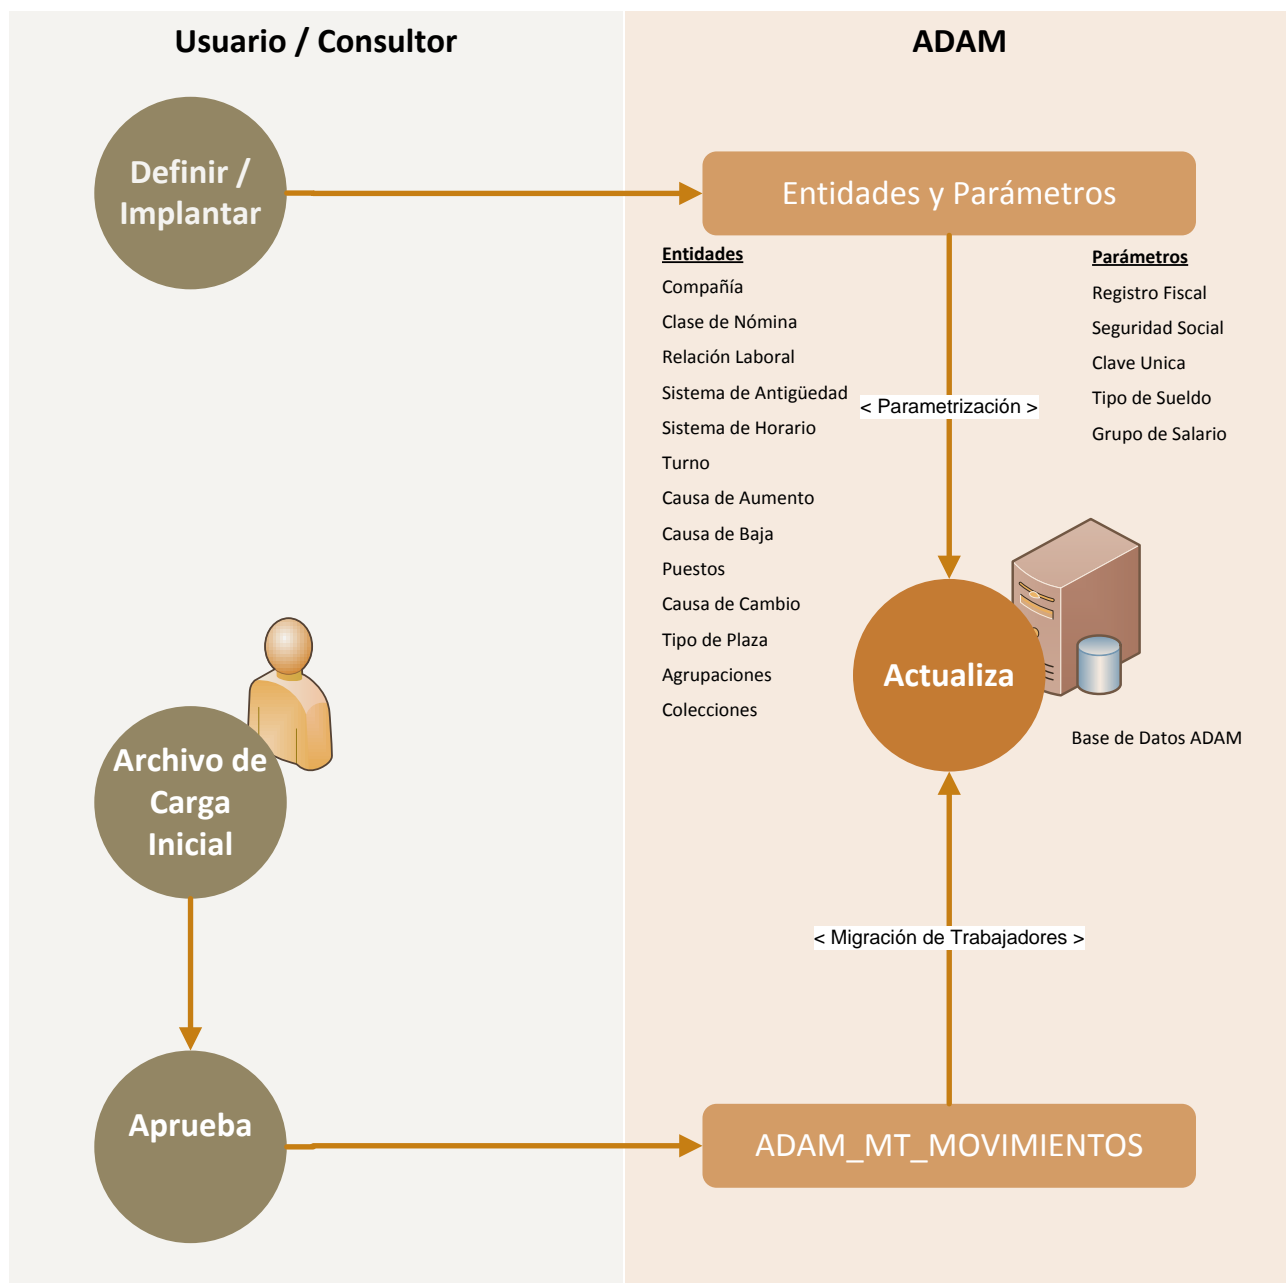 Usuario / Consultor
ADAM
Definir /
Implantar
Entidades y Parámetros
Entidades
Compañía
Clase de Nómina
Relación Laboral
Sistema de Antigüedad
Sistema de Horario
Turno
Causa de Aumento
Causa de Baja
Puestos
Causa de Cambio
Tipo de Plaza
Agrupaciones
Colecciones
Parámetros
Registro Fiscal
Seguridad Social
Clave Unica
Tipo de Sueldo
Grupo de Salario
< Parametrización >
Actualiza
Base de Datos ADAM
Archivo de
Carga
Inicial
< Migración de Trabajadores >
Aprueba
ADAM_MT_MOVIMIENTOS